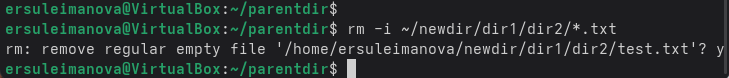 ersuleimanova@VirtualBox:~/parentdir$
ersuleimanova@VirtualBox:~/parentdir$ rm -i ~/newdir/dir1/dir2/*.txt
rm: remove regular empty file '/home/ersuleimanova/newdir/dir1/dir2/test.txt'? y
ersuleimanova@VirtualBox:~/parentdir$